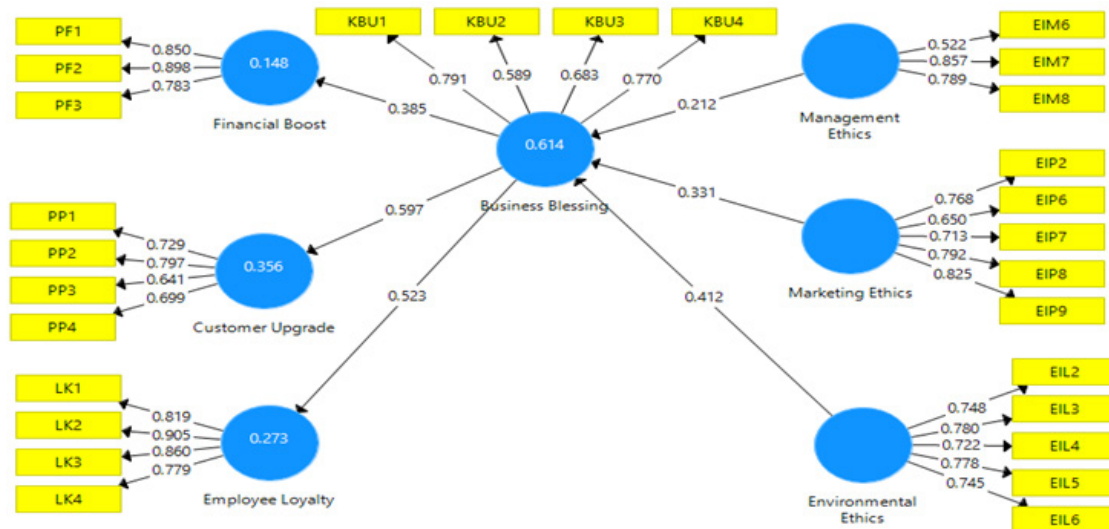 PF1
PF2
PF3
0.850
0.898
0.783
0.148
Financial Boost
KBU1
KBU2
KBU3
KBU4
0.791
0.589
0.683
0.770
0.385
0.614
Business Blessing
0.212
Management
Ethics
0.522
0.857
0.789
EIM6
EIM7
EIM8
PP1
PP2
PP3
PP4
0.729
0.797
0.641
0.699
0.356
Customer Upgrade
0.597
0.331
Marketing Ethics
0.768
0.650
0.713
0.792
0.825
EIP2
EIP6
EIP7
EIP8
EIP9
LK1
LK2
LK3
LK4
0.819
0.905
0.860
0.779
0.273
Employee Loyalty
0.523
0.412
Environmental
Ethics
0.748
0.780
0.722
0.778
0.745
EIL2
EIL3
EIL4
EIL5
EIL6